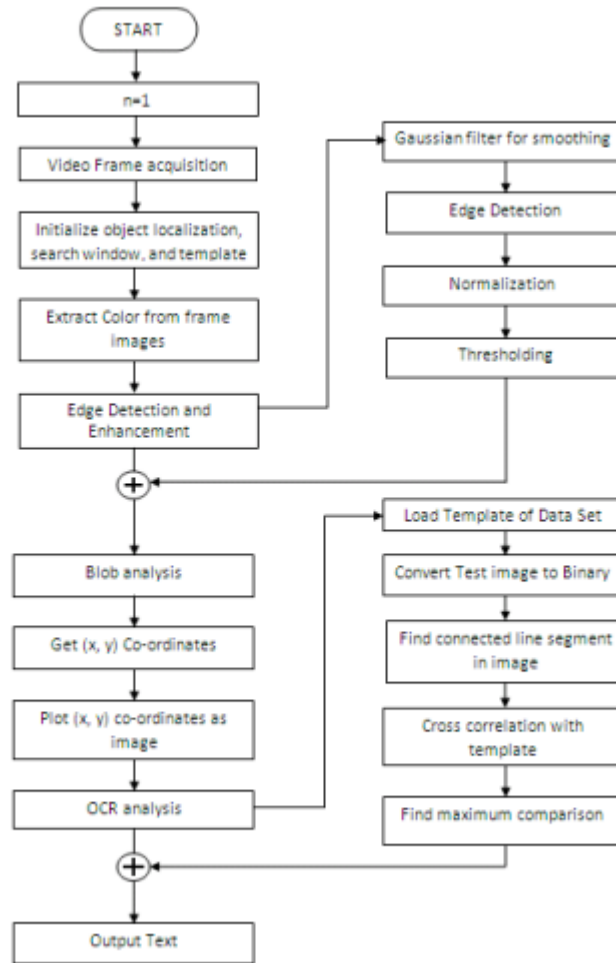 START
n=1
Video Frame acquisition
Initialize object localization,
search window, and template
Extract Color from frame
images
Edge Detection and
Enhancement
Gaussian filter for smoothing
Edge Detection
Normalization
Thresholding
+
Blob analysis
Get (x, y) Co-ordinates
Plot (x, y) co-ordinates as
image
OCR analysis
Load Template of Data Set
Convert Test image to Binary
Find connected line segment
in image
Cross correlation with
template
Find maximum comparison
+
Output Text